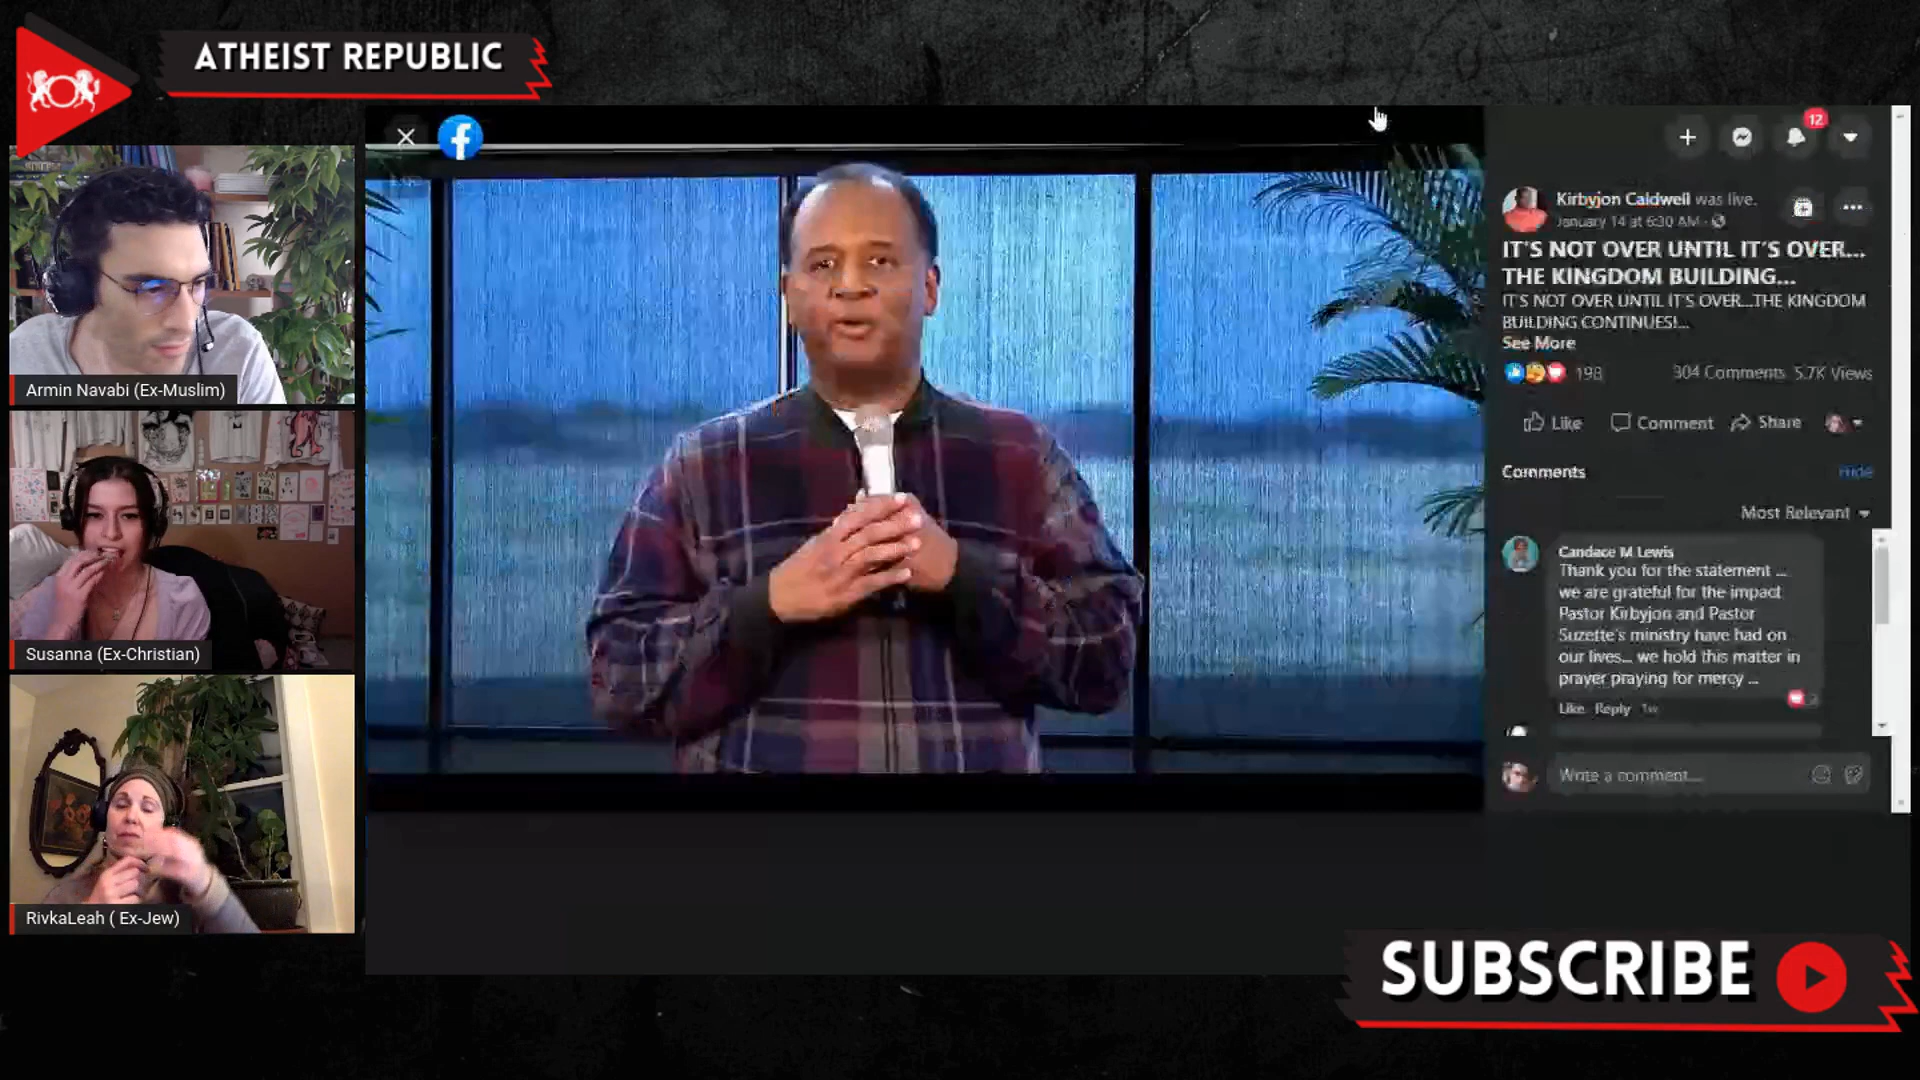 ATHEIST REPUBLIC
Armin Navabi (Ex-Muslim)
Susanna (Ex-Christian)
RivkaLeah ( Ex-Jew)
12
Kirbyjon Caldwell was live.
January 14 at 6:30 AM ·
IT'S NOT OVER UNTIL IT'S OVER...
THE KINGDOM BUILDING...
IT'S NOT OVER UNTIL IT'S OVER...THE KINGDOM
BUILDING CONTINUES!...
See More
198
304 Comments 5.7K Views
Like
Comment
Share
Comments
Hide
Most Relevant
Candace M Lewis
Thank you for the statement ...
we are grateful for the impact
Pastor Kirbyjon and Pastor
Suzette's ministry have had on
our lives... we hold this matter in
prayer praying for mercy ...
2
Like Reply 1w
Write a comment...
SUBSCRIBE